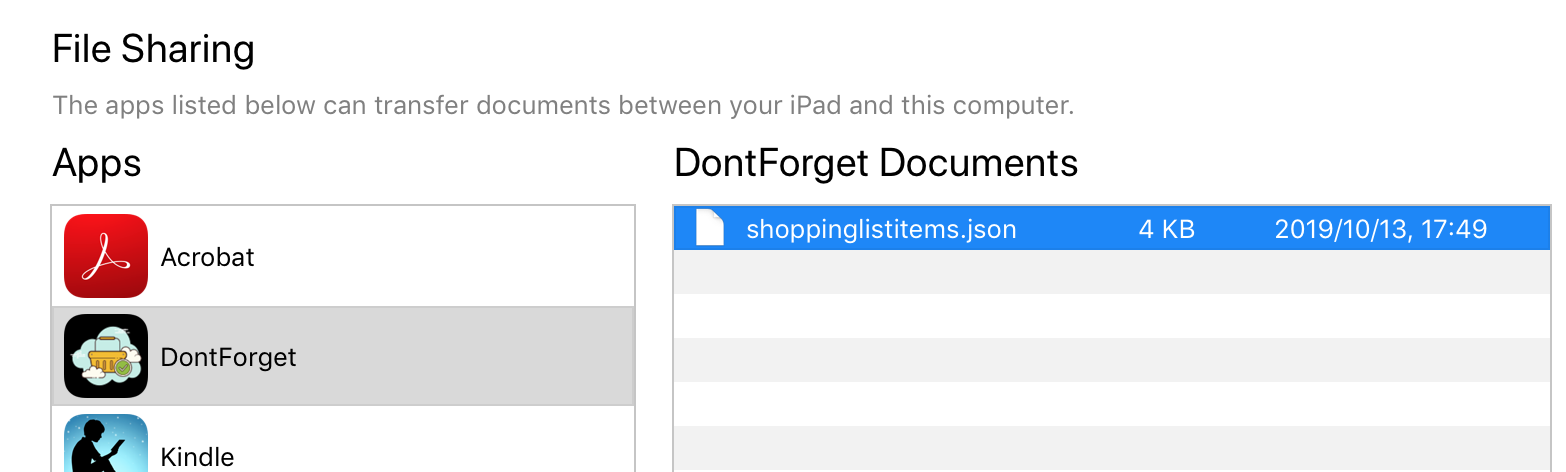 File Sharing
The apps listed below can transfer documents between your iPad and this computer.
Apps
Acrobat
DontForget
Kindle
DontForget Documents
shoppinglistitems.json 4 KB 2019/10/13, 17:49